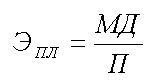 Э_ПЛ = МД / П